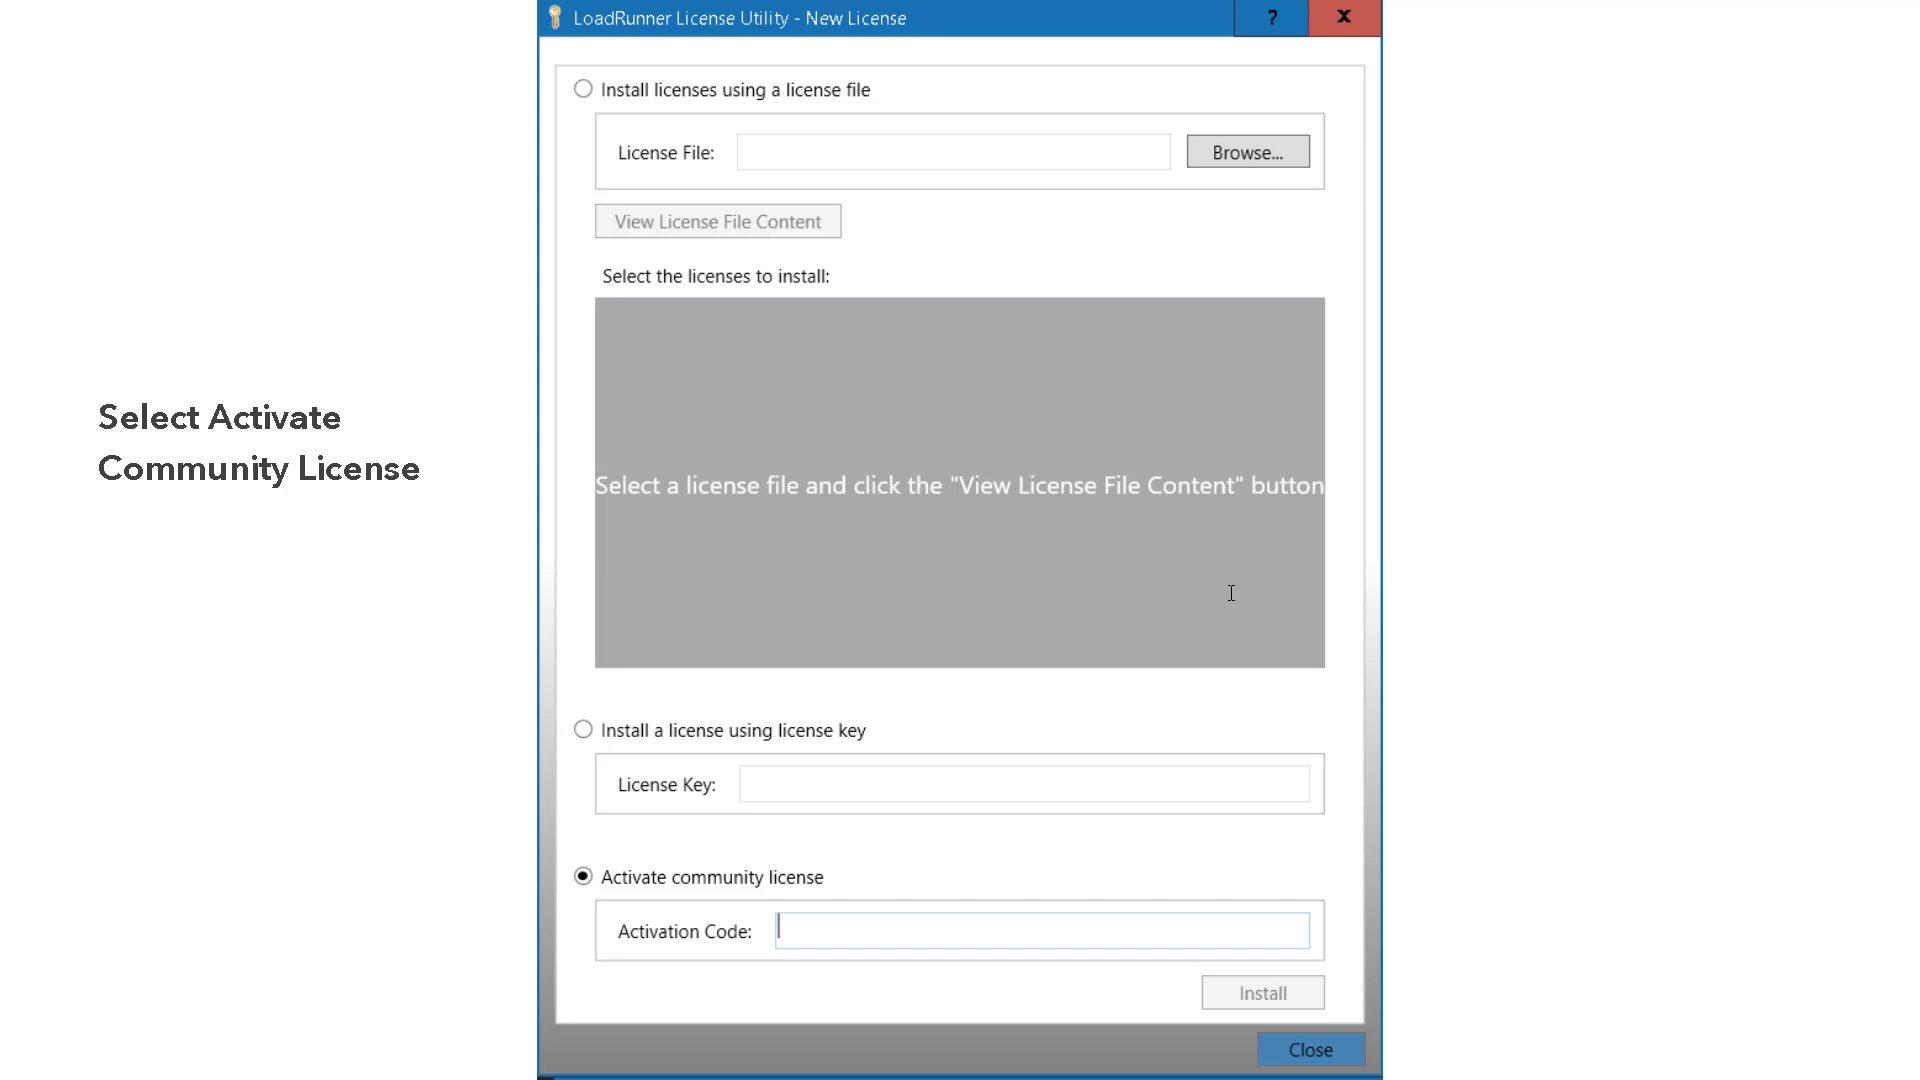 LoadRunner License Utility - New License
?
X
Install licenses using a license file
License File:
Browse...
View License File Content
Select the licenses to install:
Select Activate
Community License
Select a license file and click the "View License File Content" button
Install a license using license key
License Key:
Activate community license
Activation Code:
Install
Close